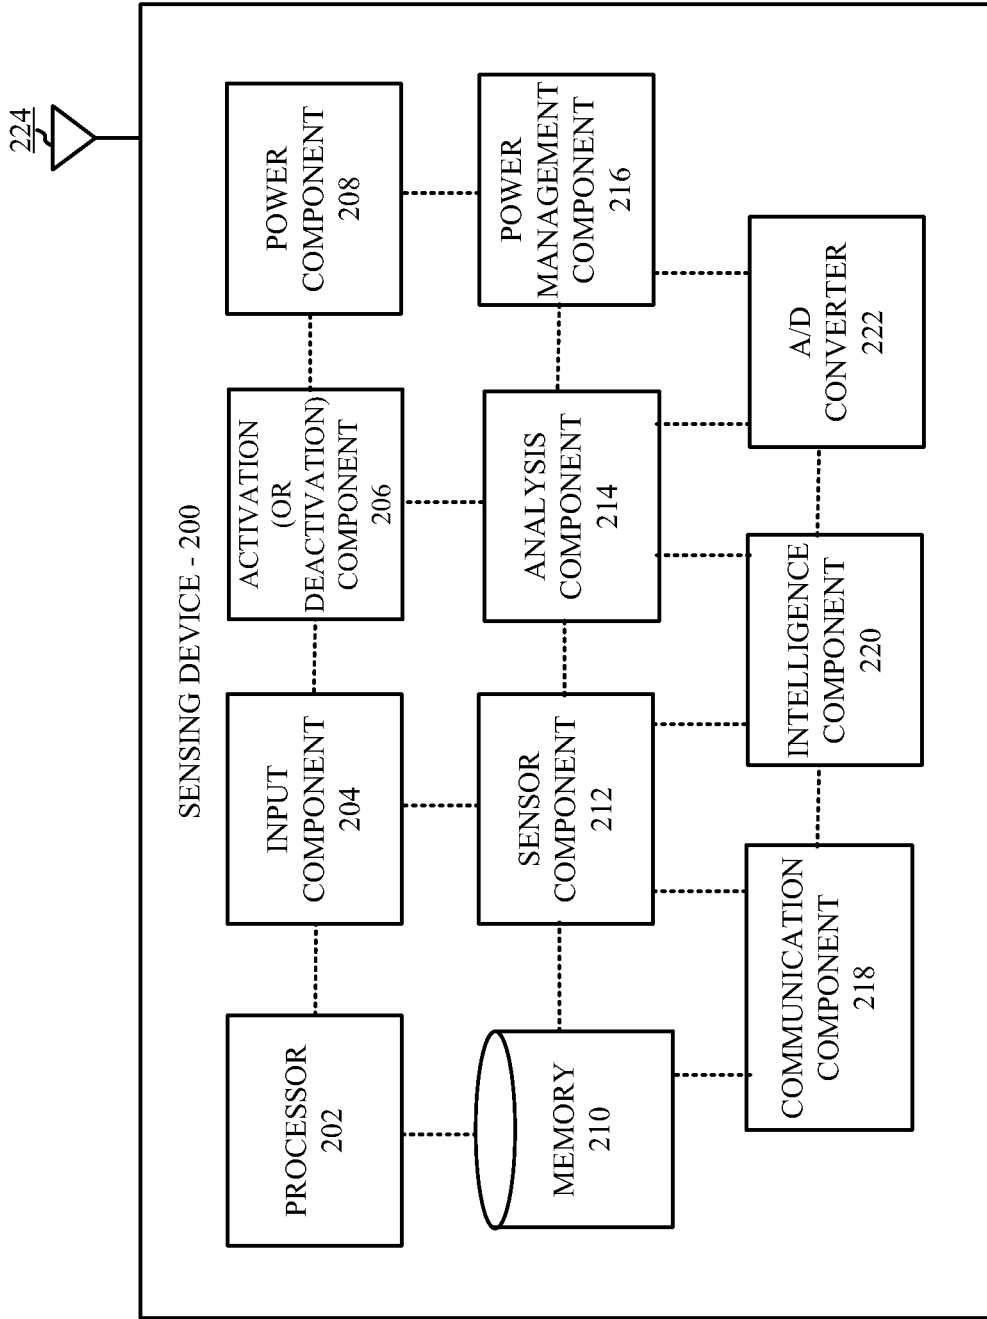 224
SENSING DEVICE - 200
PROCESSOR
202
INPUT
COMPONENT
204
ACTIVATION
(OR
DEACTIVATION)
COMPONENT
206
POWER
COMPONENT
208
MEMORY
210
SENSOR
COMPONENT
212
ANALYSIS
COMPONENT
214
POWER
MANAGEMENT
COMPONENT
216
COMMUNICATION
COMPONENT
218
INTELLIGENCE
COMPONENT
220
A/D
CONVERTER
222